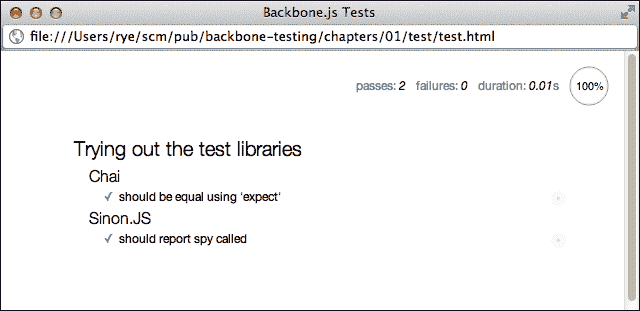 Backbone.js Tests
file:///Users/rye/scm/pub/backbone-testing/chapters/01/test/test.html
passes: 2 failures: 0 duration: 0.01s 100%
Trying out the test libraries
Chai
✓ should be equal using 'expect'
Sinon.JS
✓ should report spy called